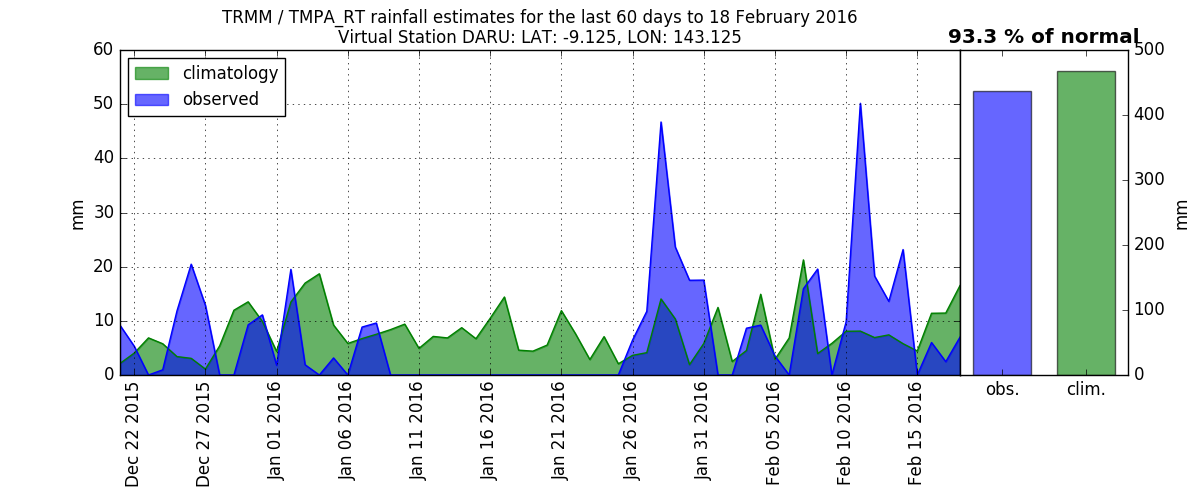 TRMM / TMPA_RT rainfall estimates for the last 60 days to 18 February 2016
Virtual Station DARU: LAT: -9.125, LON: 143.125
93.3 % of normal
climatology
observed
60
50
40
30
20
10
0
mm
Dec 22 2015
Dec 27 2015
Jan 01 2016
Jan 06 2016
Jan 11 2016
Jan 16 2016
Jan 21 2016
Jan 26 2016
Jan 31 2016
Feb 05 2016
Feb 10 2016
Feb 15 2016
obs.
clim.
500
400
300
200
100
0
mm